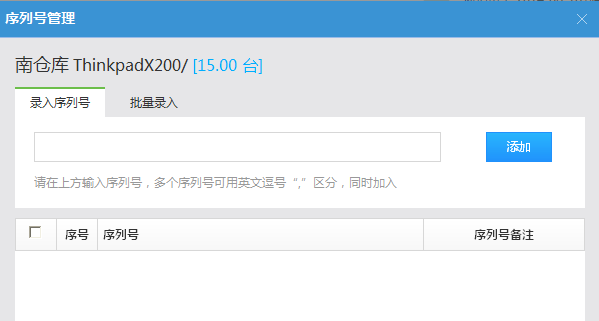 序列号管理
南仓库 ThinkpadX200/ [15.00 台]
录入序列号 批量录入
添加
请在上方输入序列号，多个序列号可用英文逗号“,”区分，同时加入
序号 序列号 序列号备注